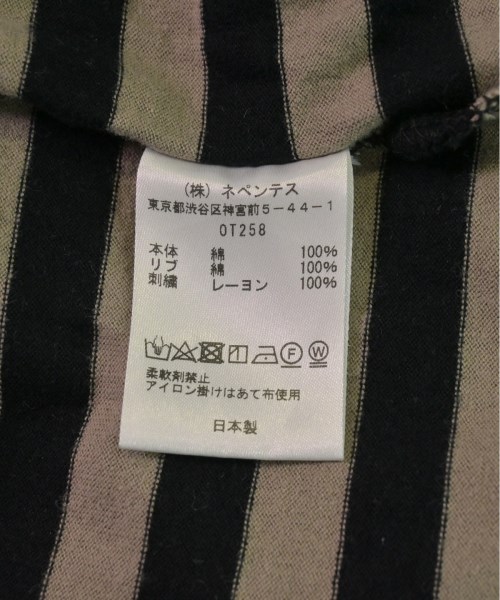 (株) ネペンテス
東京都渋谷区神宮前5-44-1
OT258
本体 綿 100%
リブ 綿 100%
刺繍 レーヨン 100%
F W
柔軟剤禁止
アイロン掛けはあて布使用
日本製